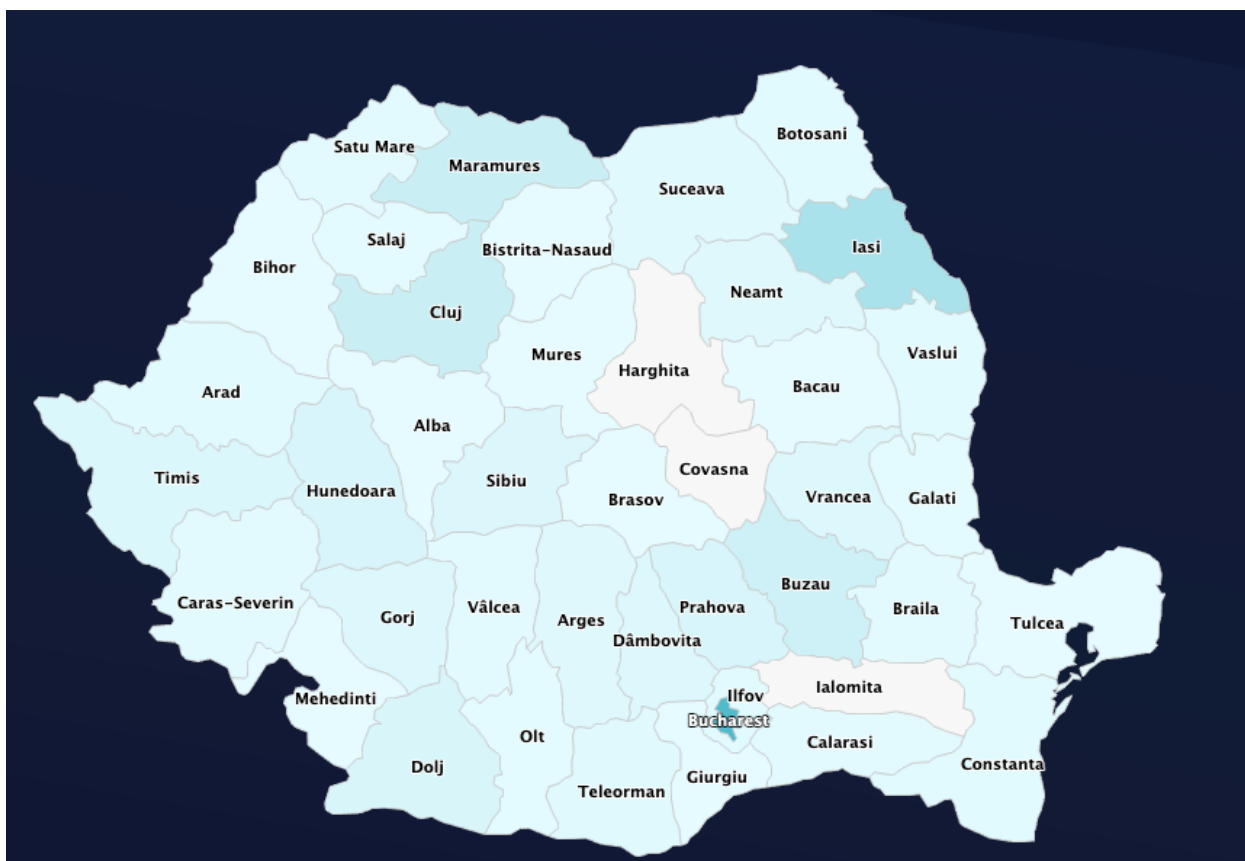 Botosani
Satu Mare
Maramures
Suceava
Salaj
Bistrita-Nasaud
Iasi
Bihor
Neamt
Cluj
Mures
Vaslui
Harghita
Bacau
Arad
Alba
Covasna
Timis
Sibiu
Hunedoara
Brasov
Vrancea
Galati
Buzau
Caras-Severin
Vâlcea
Prahova
Braila
Gorj
Arges
Tulcea
Dâmbovita
Ialomita
Mehedinti
Ilfov
Bucharest
Olt
Calarasi
Dolj
Constanta
Giurgiu
Teleorman